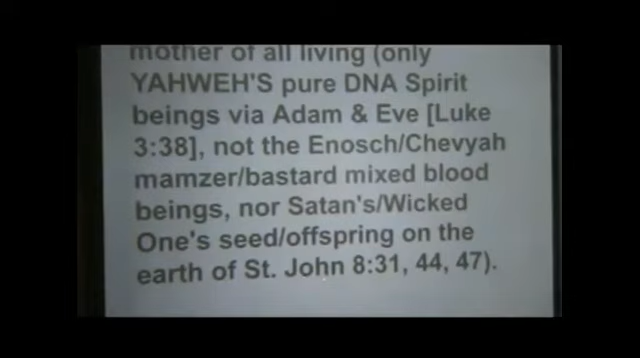 mother of all living (only
YAHWEH'S pure DNA Spirit
beings via Adam & Eve [Luke
3:38], not the Enosch/Chevyah
mamzer/bastard mixed blood
beings, nor Satan's/Wicked
One's seed/offspring on the
earth of St. John 8:31, 44, 47).